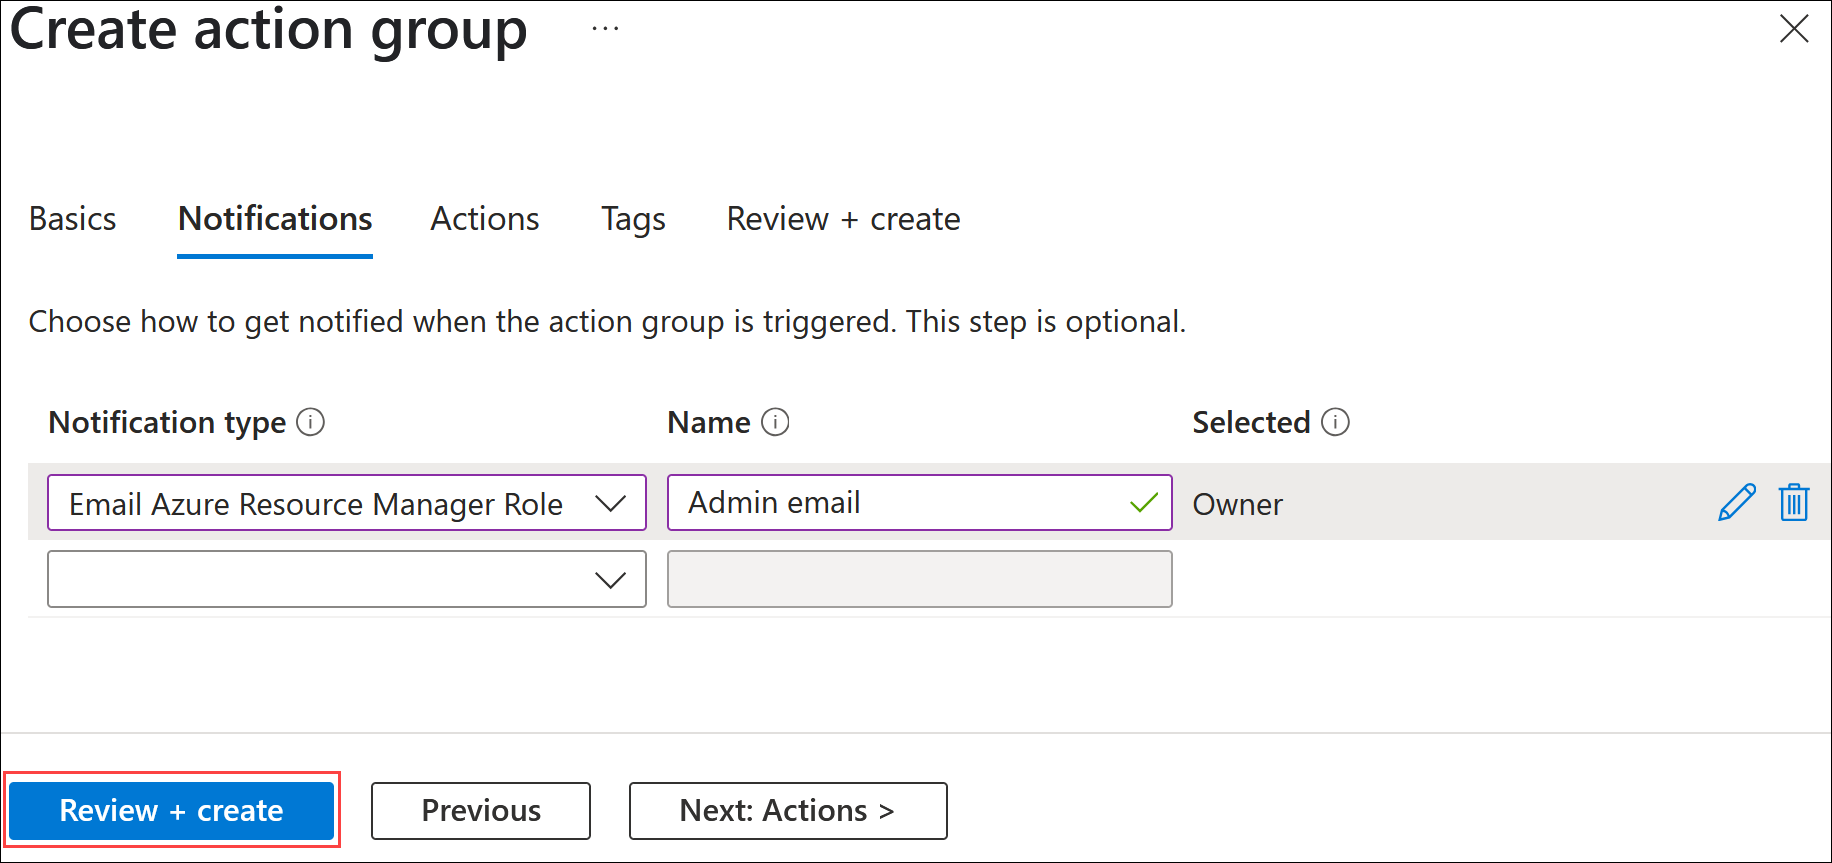 Create action group ...
Basics Notifications Actions Tags Review + create
Choose how to get notified when the action group is triggered. This step is optional.
Notification type Name Selected
Email Azure Resource Manager Role Admin email Owner
Review + create Previous Next: Actions >